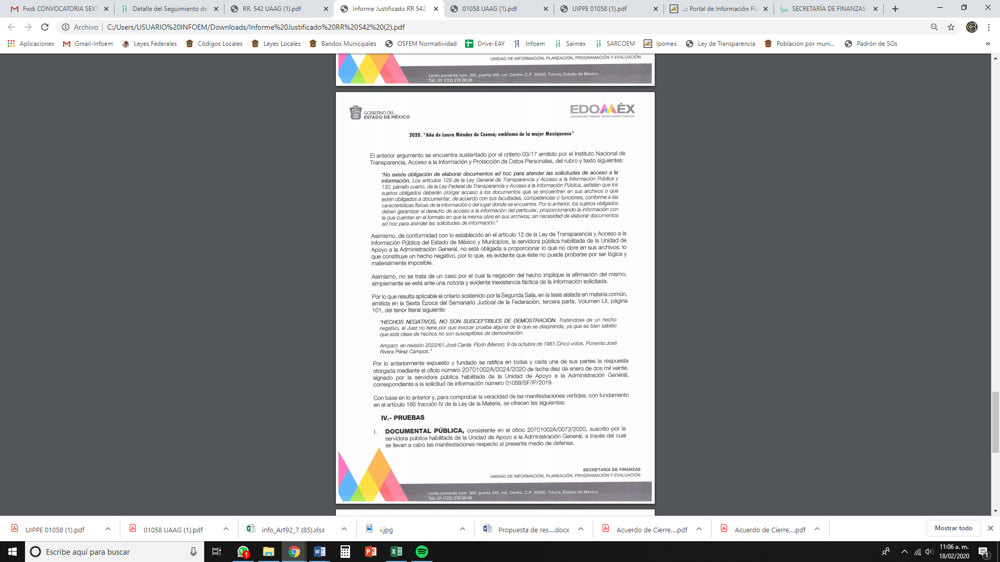 Fwd: CONVOCATORIA SEXT
Detalle del Seguimiento de
RR. 542 UAAG (1).pdf
Informe Justificado RR 542
01058 UAAG (1).pdf
UIPPE 01058 (1).pdf
..:: Portal de Información Pú
SECRETARÍA DE FINANZAS
Archivo
C:/Users/USUARIO%20INFOEM/Downloads/Informe%20Justificado%20RR%20542%20(2).pdf
Aplicaciones
Gmail-Infoem
Leyes Federales
Códigos Locales
Leyes Locales
Bandos Municipales
OSFEM Normatividad
Drive-EAY
Infoem
Saimex
SARCOEM
Ipomex
Ley de Transparencia
Población por muni...
Padrón de SOs
»
UNIDAD DE INFORMACIÓN, PLANEACIÓN, PROGRAMACIÓN Y EVALUACIÓN
Lerdo poniente núm. 300, puerta 345, col. Centro, C.P. 50000, Toluca, Estado de México.
Tel.: 01 (722) 276 00 66
GOBIERNO DEL
ESTADO DE MÉXICO
EDOMÉX
DECISIONES FIRMES, RESULTADOS FUERTES.
2020. "Año de Laura Méndez de Cuenca; emblema de la mujer Mexiquense"
El anterior argumento se encuentra sustentado por el criterio 03/17 emitido por el Instituto Nacional de
Transparencia, Acceso a la Información y Protección de Datos Personales, del rubro y texto siguientes:
"No existe obligación de elaborar documentos ad hoc para atender las solicitudes de acceso a la
información. Los artículos 129 de la Ley General de Transparencia y Acceso a la Información Pública y
130, párrafo cuarto, de la Ley Federal de Transparencia y Acceso a la Información Pública, señalan que los
sujetos obligados deberán otorgar acceso a los documentos que se encuentren en sus archivos o que
estén obligados a documentar, de acuerdo con sus facultades, competencias o funciones, conforme a las
características físicas de la información o del lugar donde se encuentre. Por lo anterior, los sujetos obligados
deben garantizar el derecho de acceso a la información del particular, proporcionando la información con
la que cuentan en el formato en que la misma obre en sus archivos; sin necesidad de elaborar documentos
ad hoc para atender las solicitudes de información."
Asimismo, de conformidad con lo establecido en el artículo 12 de la Ley de Transparencia y Acceso a la
Información Pública del Estado de México y Municipios, la servidora pública habilitada de la Unidad de
Apoyo a la Administración General, no está obligada a proporcionar lo que no obre en sus archivos; lo
que constituye un hecho negativo, por lo que, es evidente que éste no puede probarse por ser lógica y
materialmente imposible.
Asimismo, no se trata de un caso por el cual la negación del hecho implique la afirmación del mismo,
simplemente se está ante una notoria y evidente inexistencia fáctica de la información solicitada.
Por lo que resulta aplicable el criterio sostenido por la Segunda Sala, en la tesis aislada en materia común,
emitida en la Sexta Época del Semanario Judicial de la Federación, tercera parte, Volumen LII, página
101, del tenor literal siguiente:
"HECHOS NEGATIVOS, NO SON SUSCEPTIBLES DE DEMOSTRACION. Tratándose de un hecho
negativo, el Juez no tiene por que invocar prueba alguna de la que se desprenda, ya que es bien sabido
que esta clase de hechos no son susceptibles de demostración.
Amparo en revisión 2022/61.José Carda Florín (Menor). 9 de octubre de 1961.Cinco votos. Ponente:José
Rivera Pérez Campos."
Por lo anteriormente expuesto y fundado se ratifica en todas y cada una de sus partes la respuesta
otorgada mediante el oficio número 20701002A/0024/2020 de fecha diez de enero de dos mil veinte,
signado por la servidora pública habilitada de la Unidad de Apoyo a la Administración General,
correspondiente a la solicitud de información número 01058/SF/IP/2019.
Con base en lo anterior y, para comprobar la veracidad de las manifestaciones vertidas, con fundamento
en el artículo 185 fracción IV de la Ley de la Materia, se ofrecen las siguientes:
IV.- PRUEBAS
I. DOCUMENTAL PÚBLICA, consistente en el oficio 20701002A/0072/2020, suscrito por la
servidora pública habilitada de la Unidad de Apoyo a la Administración General, a través del cual
se llevan a cabo las manifestaciones respecto al presente medio de defensa.
SECRETARÍA DE FINANZAS
UNIDAD DE INFORMACIÓN, PLANEACIÓN, PROGRAMACIÓN Y EVALUACIÓN
Lerdo poniente núm. 300, puerta 345, col. Centro, C.P. 50000, Toluca, Estado de México.
Tel.: 01 (722) 276 00 66
UIPPE 01058 (1).pdf
01058 UAAG (1).pdf
info_Art92_7 (85).xlsx
i.jpg
Propuesta de res....docx
Acuerdo de Cierre....pdf
Acuerdo de Cierre....pdf
Mostrar todo
Escribe aquí para buscar
1
11:06 a. m.
18/02/2020
1